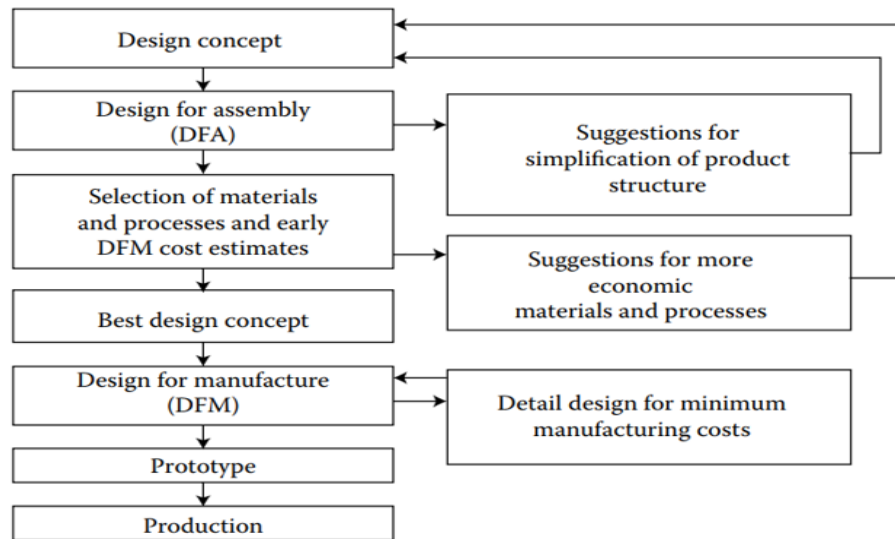 Design concept
Design for assembly
(DFA)
Suggestions for
simplification of product
structure
Selection of materials
and processes and early
DFM cost estimates
Suggestions for more
economic
materials and processes
Best design concept
Design for manufacture
(DFM)
Detail design for minimum
manufacturing costs
Prototype
Production